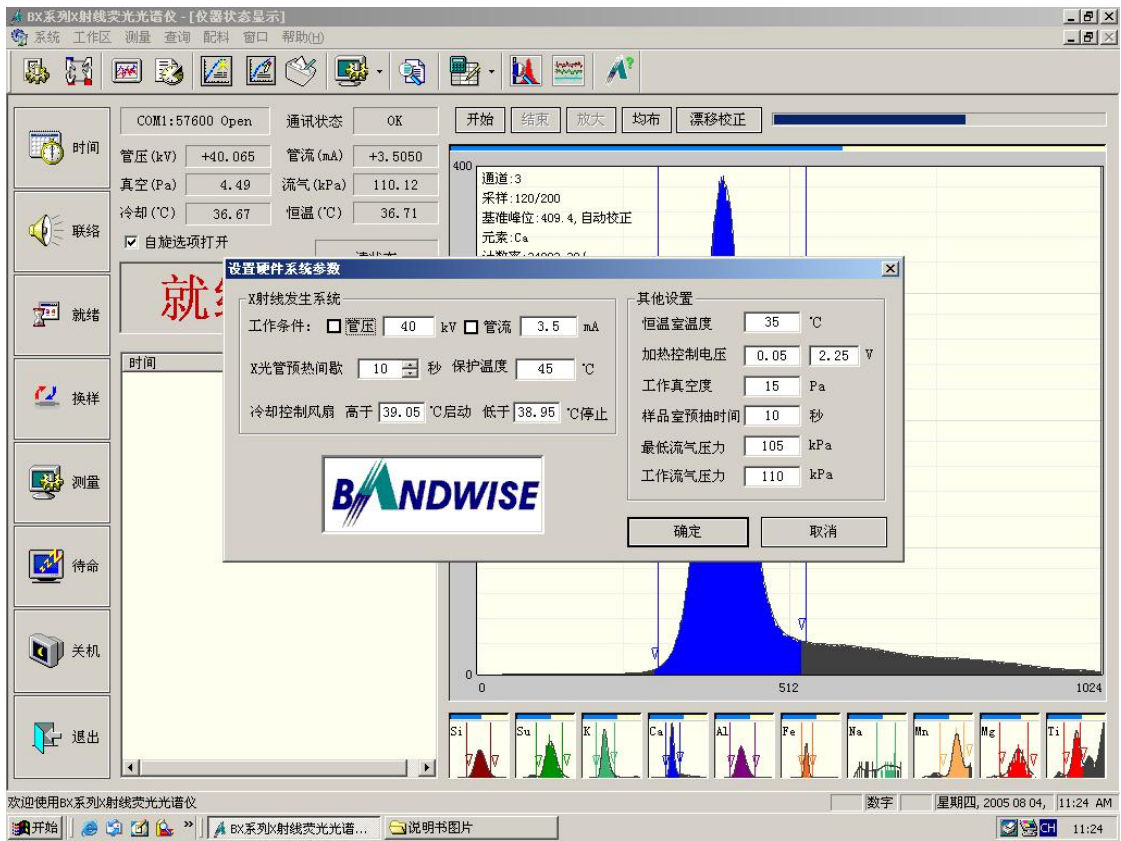 BX系列X射线荧光光谱仪 - [仪器状态显示]
系统 工作区 测量 查询 配料 窗口 帮助(H)
时间
联络
就绪
换样
测量
待命
关机
退出
COM1:57600 Open 通讯状态 OK
管压(kV) +40.065 管流(mA) +3.5050
真空(Pa) 4.49 流气(kPa) 110.12
冷却(℃) 36.67 恒温(℃) 36.71
自旋选项打开
时间
开始 结束 放大 均布 漂移校正
400
通道:3
采样:120/200
基准峰位:409.4,自动校正
元素:Ca
设置硬件系统参数
X射线发生系统
工作条件: 管压 40 kV 管流 3.5 mA
X光管预热间歇 10 秒 保护温度 45 ℃
冷却控制风扇 高于 39.05 ℃启动 低于 38.95 ℃停止
BANDWISE
其他设置
恒温室温度 35 ℃
加热控制电压 0.05 2.25 V
工作真空度 15 Pa
样品室预抽时间 10 秒
最低流气压力 105 kPa
工作流气压力 110 kPa
确定 取消
0
0 512 1024
Si Su K Ca Al Fe Na Mn Mg Ti
欢迎使用BX系列X射线荧光光谱仪 数字 星期四, 2005 08 04, 11:24 AM
开始 » BX系列X射线荧光光谱... 说明书图片 CH 11:24